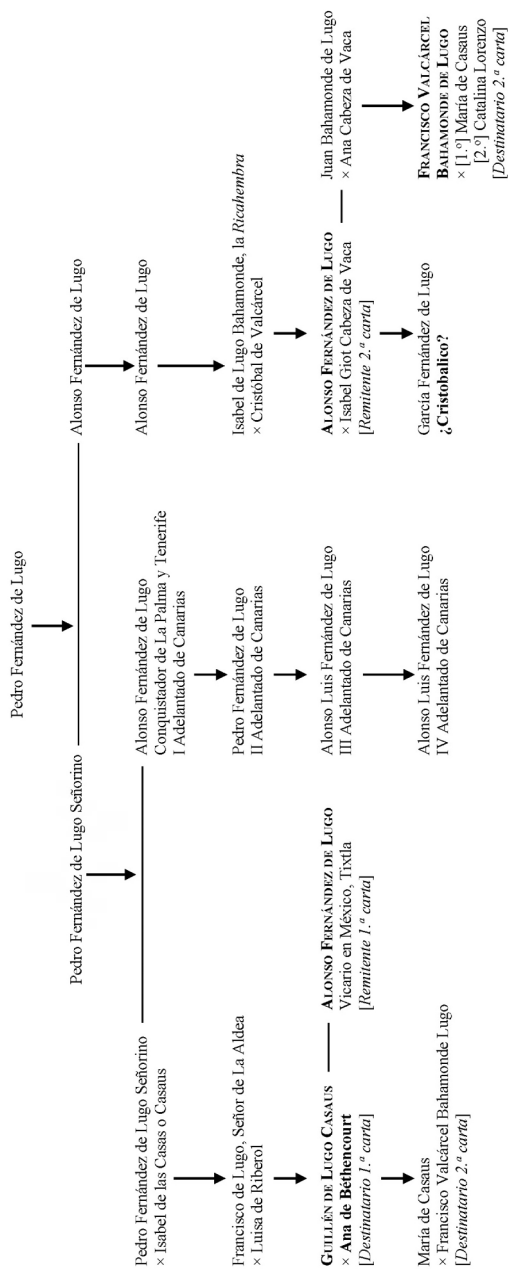 Pedro Fernández de Lugo
Pedro Fernández de Lugo Señorino
Alonso Fernández de Lugo
Pedro Fernández de Lugo Señorino
× Isabel de las Casas o Casaus
Alonso Fernández de Lugo
Conquistador de La Palma y Tenerife
I Adelantado de Canarias
Alonso Fernández de Lugo
Francisco de Lugo, Señor de La Aldea
× Luisa de Riberol
Pedro Fernández de Lugo
II Adelantado de Canarias
Isabel de Lugo Bahamonde, la Ricahembra
× Cristóbal de Valcárcel
GUILLÉN DE LUGO CASAUS
× Ana de Béthencourt
[Destinatario 1.ª carta]
ALONSO FERNÁNDEZ DE LUGO
Vicario en México, Tixtla
[Remitente 1.ª carta]
Alonso Luis Fernández de Lugo
III Adelantado de Canarias
ALONSO FERNÁNDEZ DE LUGO
× Isabel Giot Cabeza de Vaca
[Remitente 2.ª carta]
Juan Bahamonde de Lugo
× Ana Cabeza de Vaca
María de Casaus
× Francisco Valcárcel Bahamonde Lugo
[Destinatario 2.ª carta]
Alonso Luis Fernández de Lugo
IV Adelantado de Canarias
García Fernández de Lugo
¿Cristobalico?
FRANCISCO VALCÁRCEL
BAHAMONDE DE LUGO
× [1.º] María de Casaus
[2.º] Catalina Lorenzo
[Destinatario 2.ª carta]